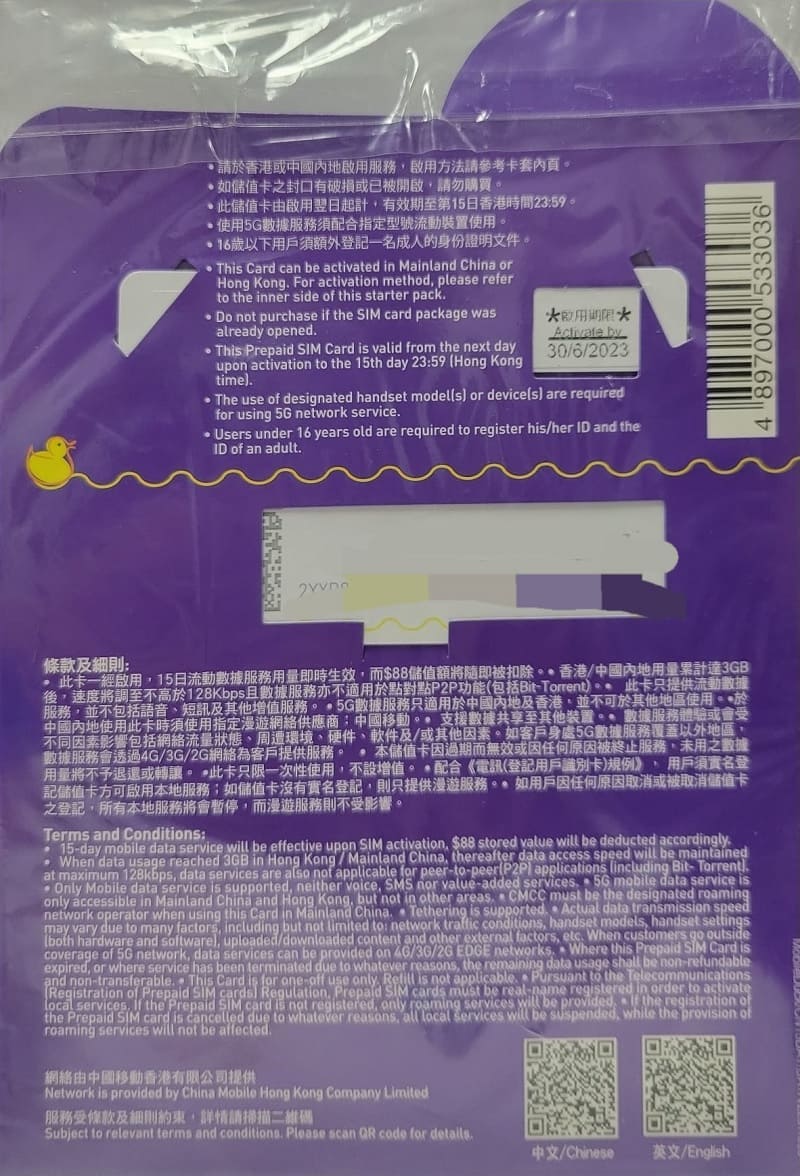 • 請於香港或中國內地啟用服務，啟用方法請參考卡套內頁。
• 如儲值卡之封口有破損或已被開啟，請勿購買。
• 此儲值卡由啟用翌日起計，有效期至第15日香港時間23:59。
• 使用5G數據服務須配合指定型號流動裝置使用。
• 16歲以下用戶須額外登記一名成人的身份證明文件。
• This Card can be activated in Mainland China or
Hong Kong. For activation method, please refer
to the inner side of this starter pack.
• Do not purchase if the SIM card package was
already opened.
• This Prepaid SIM Card is valid from the next day
upon activation to the 15th day 23:59 (Hong Kong
time).
• The use of designated handset model(s) or device(s) are required
for using 5G network service.
• Users under 16 years old are required to register his/her ID and the
ID of an adult.
*啟用期限*
Activate by
30/6/2023
4 897000 533036
條款及細則:
• 此卡一經啟用，15日流動數據服務用量即時生效，而$88儲值額將隨即被扣除。• 香港/中國內地用量累計達3GB
後，速度將調至不高於128Kbps且數據服務亦不適用於點對點P2P功能(包括Bit-Torrent)。• 此卡只提供流動數據
服務，並不包括語音、短訊及其他增值服務。• 5G數據服務只適用於中國內地及香港，並不可於其他地區使用。•於
中國內地使用此卡時須使用指定漫遊網絡供應商：中國移動。• 支援數據共享至其他裝置。• 數據服務體驗或會受
不同因素影響包括網絡流量狀態、周遭環境、硬件、軟件及/或其他因素。如客戶身處5G數據服務覆蓋以外地區，
數據服務會透過4G/3G/2G網絡為客戶提供服務。 • 本儲值卡因過期而無效或因任何原因被終止服務，未用之數據
用量將不予退還或轉讓。 •此卡只限一次性使用，不設增值。 • 配合《電訊(登記用戶識別卡)規例》，用戶須實名登
記儲值卡方可啟用本地服務；如儲值卡沒有實名登記，則只提供漫遊服務。• 如用戶因任何原因取消或被取消儲值卡
之登記，所有本地服務將會暫停，而漫遊服務則不受影響。
Terms and Conditions:
• 15-day mobile data service will be effective upon SIM activation, $88 stored value will be deducted accordingly.
• When data usage reached 3GB in Hong Kong / Mainland China, thereafter data access speed will be maintained
at maximum 128kbps, data services are also not applicable for peer-to-peer(P2P) applications (including Bit- Torrent).
• Only Mobile data service is supported, neither voice, SMS nor value-added services. • 5G mobile data service is
only accessible in Mainland China and Hong Kong, but not in other areas. • CMCC must be the designated roaming
network operator when using this Card in Mainland China. • Tethering is supported. • Actual data transmission speed
may vary due to many factors, including but not limited to: network traffic conditions, handset models, handset settings
(both hardware and software), uploaded/downloaded content and other external factors, etc. When customers go outside
coverage of 5G network, data services can be provided on 4G/3G/2G EDGE networks. • Where this Prepaid SIM Card is
expired, or where service has been terminated due to whatever reasons, the remaining data usage shall be non-refundable
and non-transferable. • This Card is for one-off use only. Refill is not applicable. • Pursuant to the Telecommunications
(Registration of Prepaid SIM cards) Regulation, Prepaid SIM cards must be real-name registered in order to activate
local services. If the Prepaid SIM card is not registered, only roaming services will be provided. • If the registration of
the Prepaid SIM card is cancelled due to whatever reasons, all local services will be suspended, while the provision of
roaming services will not be affected.
網絡由中國移動香港有限公司提供
Network is provided by China Mobile Hong Kong Company Limited
服務受條款及細則約束，詳情請掃描二維碼
Subject to relevant terms and conditions. Please scan QR code for details.
中文/Chinese
英文/English